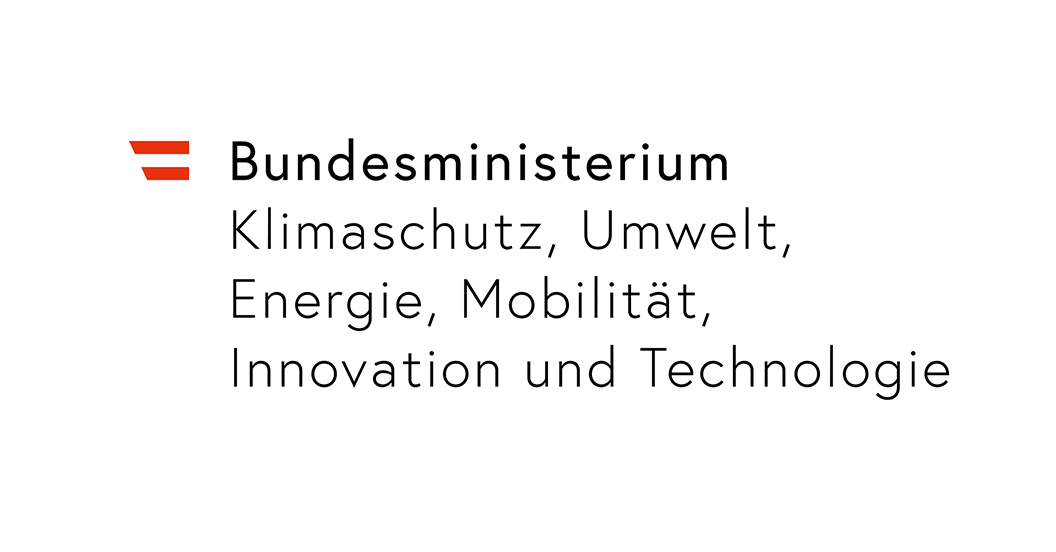 Bundesministerium
Klimaschutz, Umwelt,
Energie, Mobilität,
Innovation und Technologie